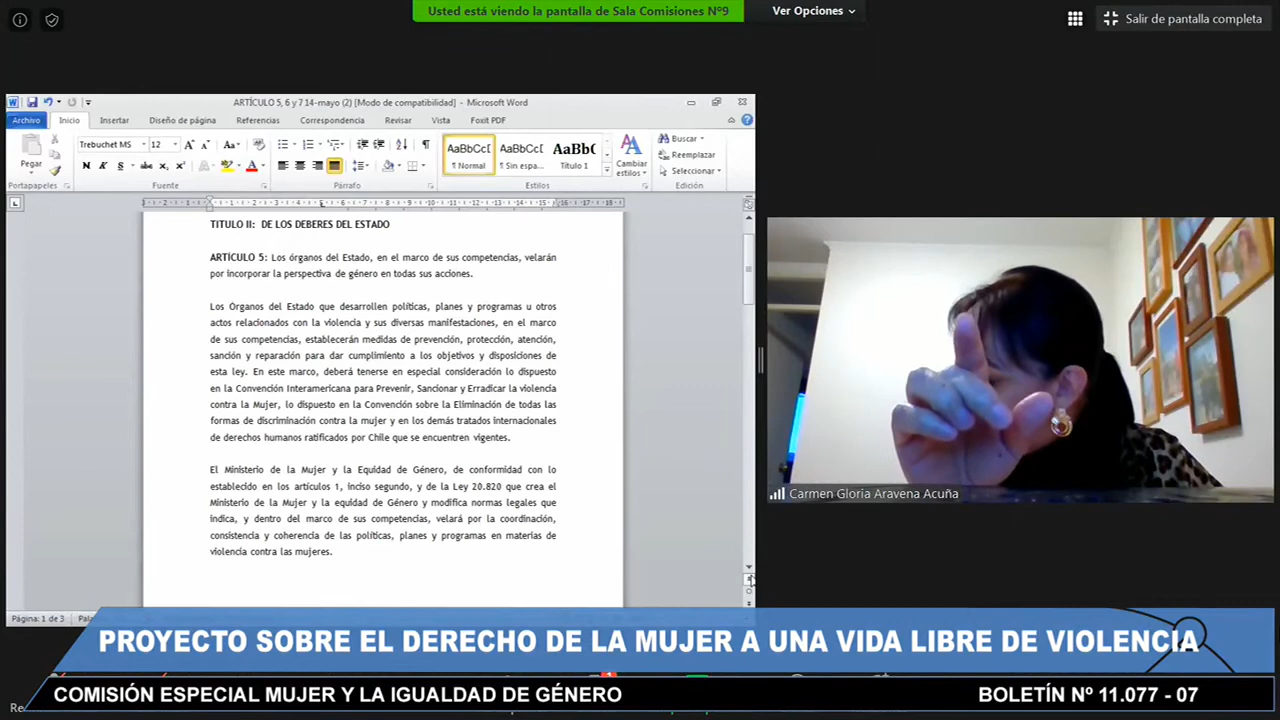 Usted está viendo la pantalla de Sala Comisiones Nº9
Ver Opciones
Salir de pantalla completa
ARTÍCULO 5, 6 y 7 14-mayo (2) [Modo de compatibilidad] - Microsoft Word
Archivo Inicio Insertar Diseño de página Referencias Correspondencia Revisar Vista Foxit PDF
Pegar
Trebuchet MS 12
N K S abc x₂ x²
AaBbCcD AaBbCcD AaBbC
¶ Normal ¶ Sin espa... Título 1
Cambiar estilos
Buscar
Reemplazar
Seleccionar
Portapapeles Fuente Párrafo Estilos Edición
TITULO II: DE LOS DEBERES DEL ESTADO
ARTÍCULO 5: Los órganos del Estado, en el marco de sus competencias, velarán
por incorporar la perspectiva de género en todas sus acciones.
Los Órganos del Estado que desarrollen políticas, planes y programas u otros
actos relacionados con la violencia y sus diversas manifestaciones, en el marco
de sus competencias, establecerán medidas de prevención, protección, atención,
sanción y reparación para dar cumplimiento a los objetivos y disposiciones de
esta ley. En este marco, deberá tenerse en especial consideración lo dispuesto
en la Convención Interamericana para Prevenir, Sancionar y Erradicar la violencia
contra la Mujer, lo dispuesto en la Convención sobre la Eliminación de todas las
formas de discriminación contra la mujer y en los demás tratados internacionales
de derechos humanos ratificados por Chile que se encuentren vigentes.
El Ministerio de la Mujer y la Equidad de Género, de conformidad con lo
establecido en los artículos 1, inciso segundo, y de la Ley 20.820 que crea el
Ministerio de la Mujer y la equidad de Género y modifica normas legales que
indica, y dentro del marco de sus competencias, velará por la coordinación,
consistencia y coherencia de las políticas, planes y programas en materias de
violencia contra las mujeres.
Carmen Gloria Aravena Acuña
Página: 1 de 3
PROYECTO SOBRE EL DERECHO DE LA MUJER A UNA VIDA LIBRE DE VIOLENCIA
COMISIÓN ESPECIAL MUJER Y LA IGUALDAD DE GÉNERO
BOLETÍN Nº 11.077 - 07